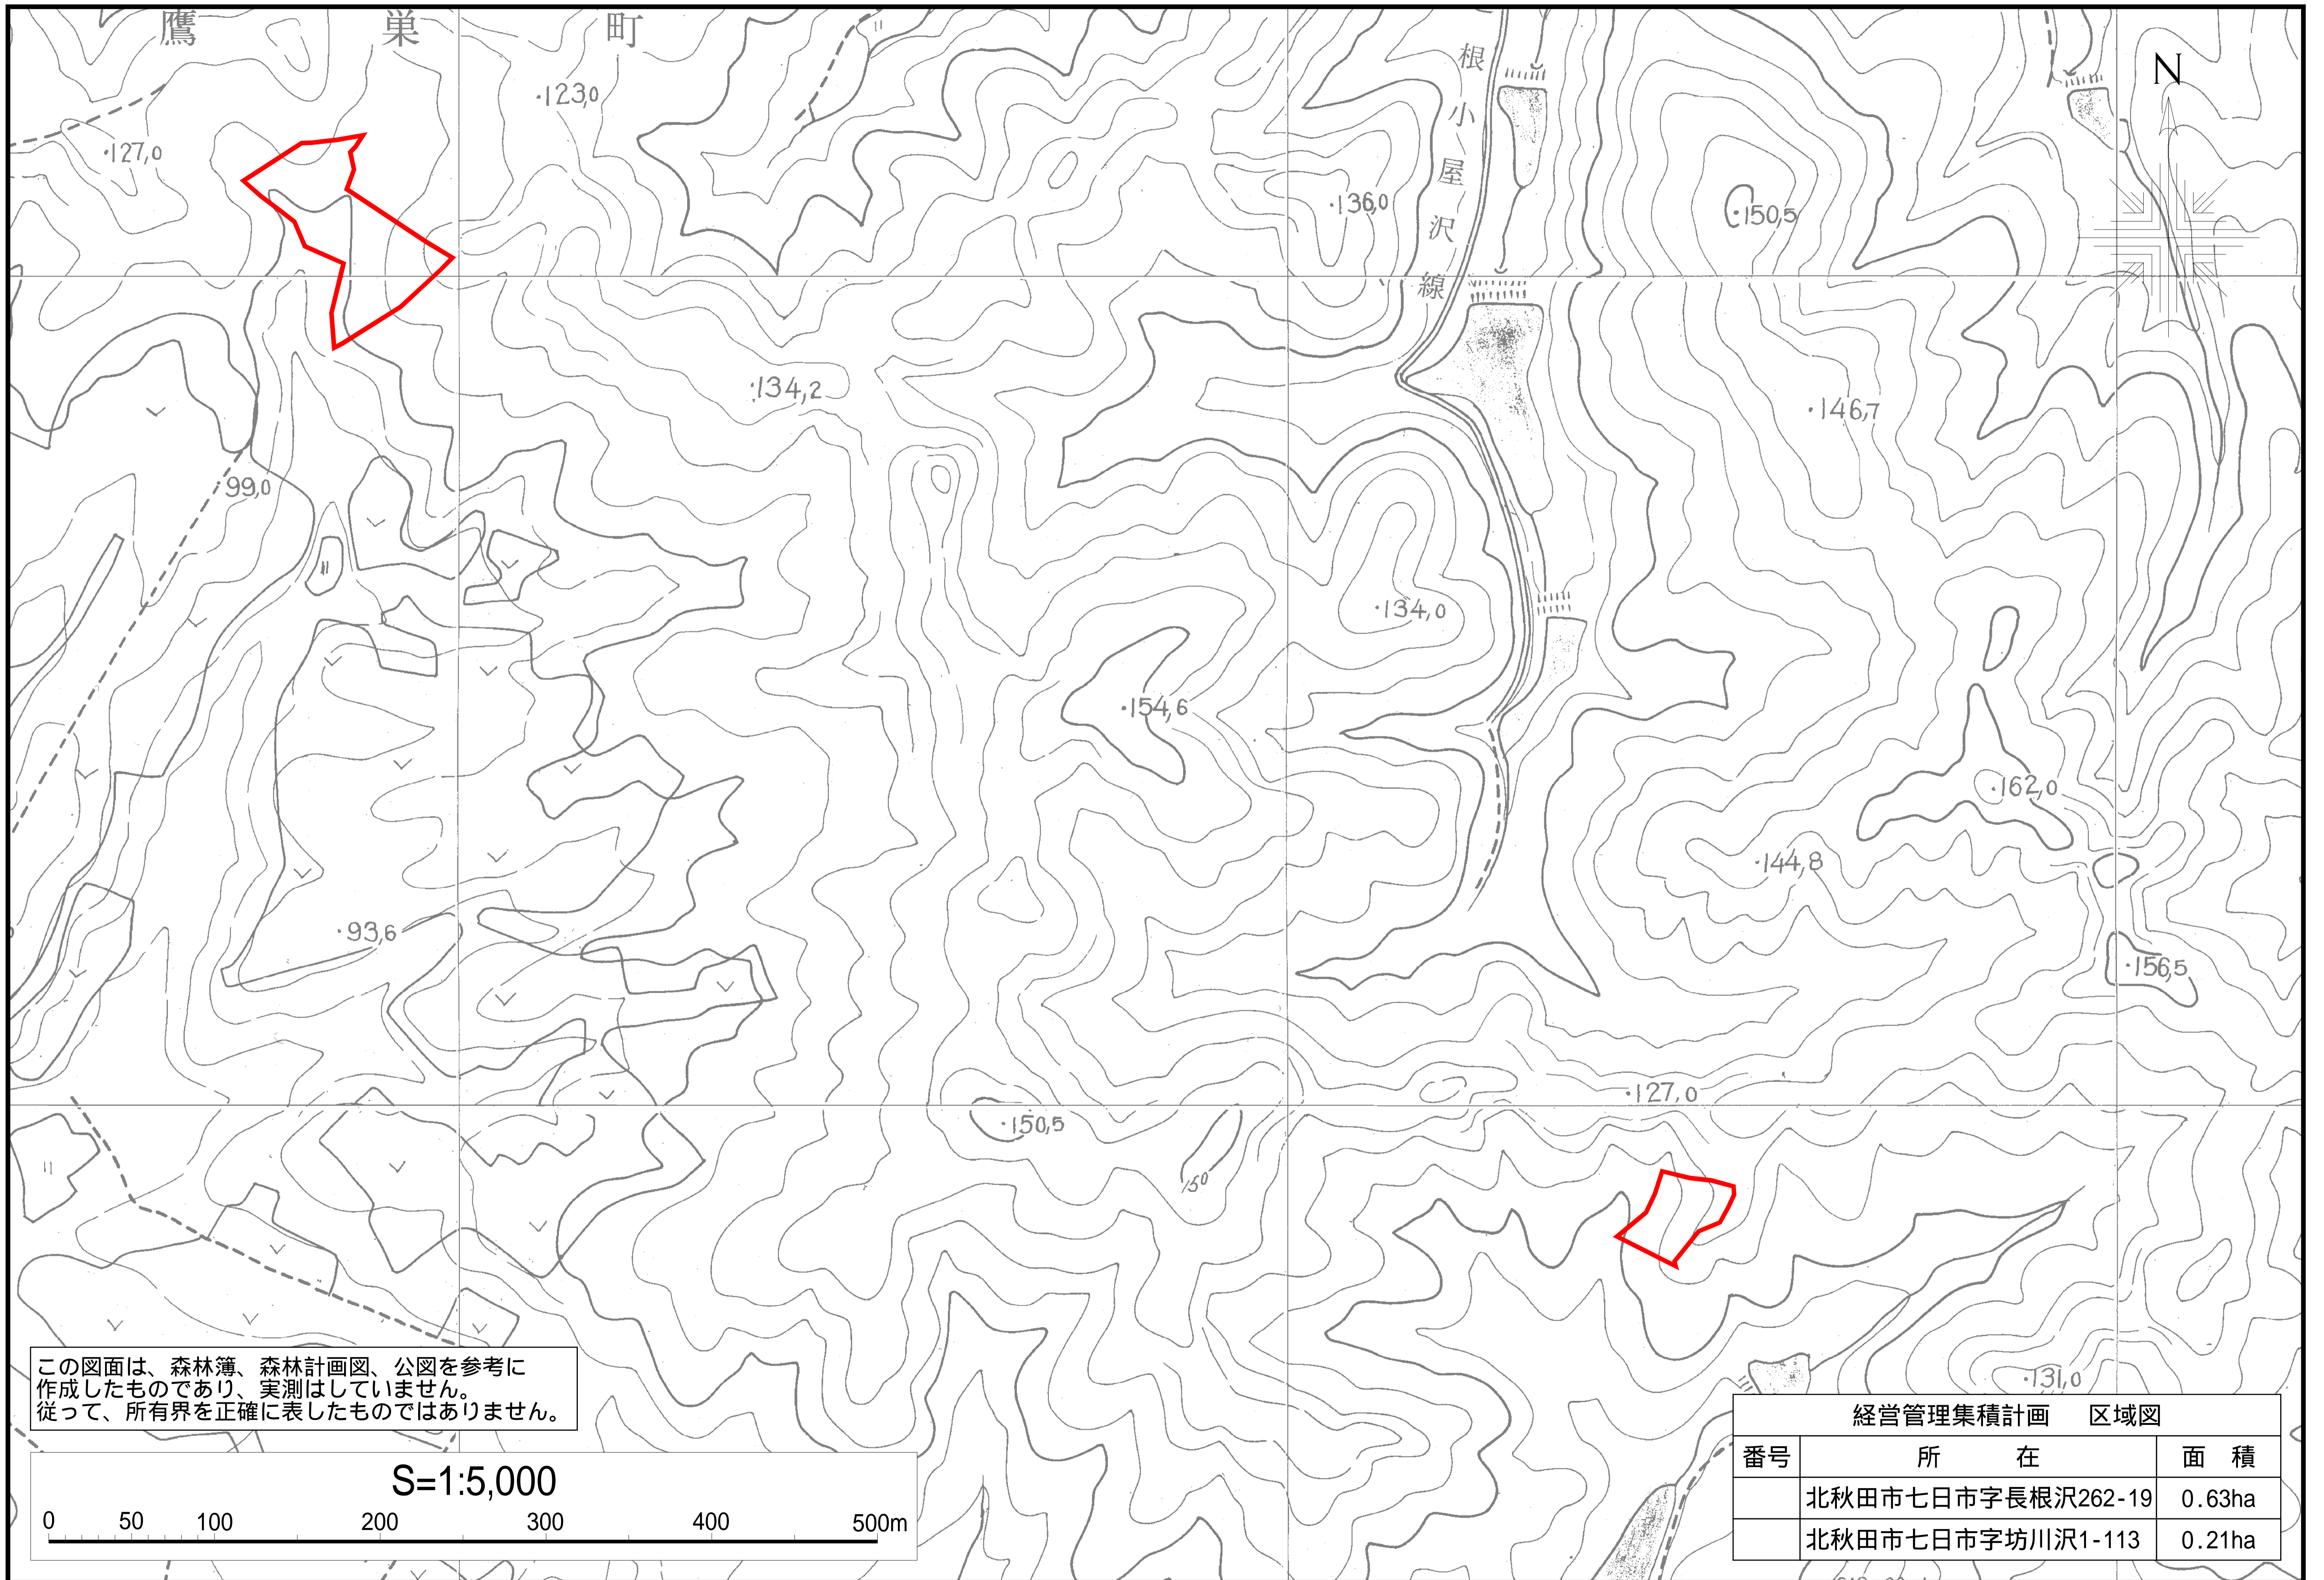 鷹巣町
N
根小屋沢線
·123,0
·127,0
·136,0
·150,5
·134,2
·146,7
·99,0
·134,0
·154,6
·162,0
·144,8
·93,6
·156,5
·127,0
·150,5
150
·131,0
この図面は、森林簿、森林計画図、公図を参考に
作成したものであり、実測はしていません。
従って、所有界を正確に表したものではありません。
S=1:5,000
0 50 100 200 300 400 500m
経営管理集積計画 区域図
番号 所 在 面 積
北秋田市七日市字長根沢262-19 0.63ha
北秋田市七日市字坊川沢1-113 0.21ha